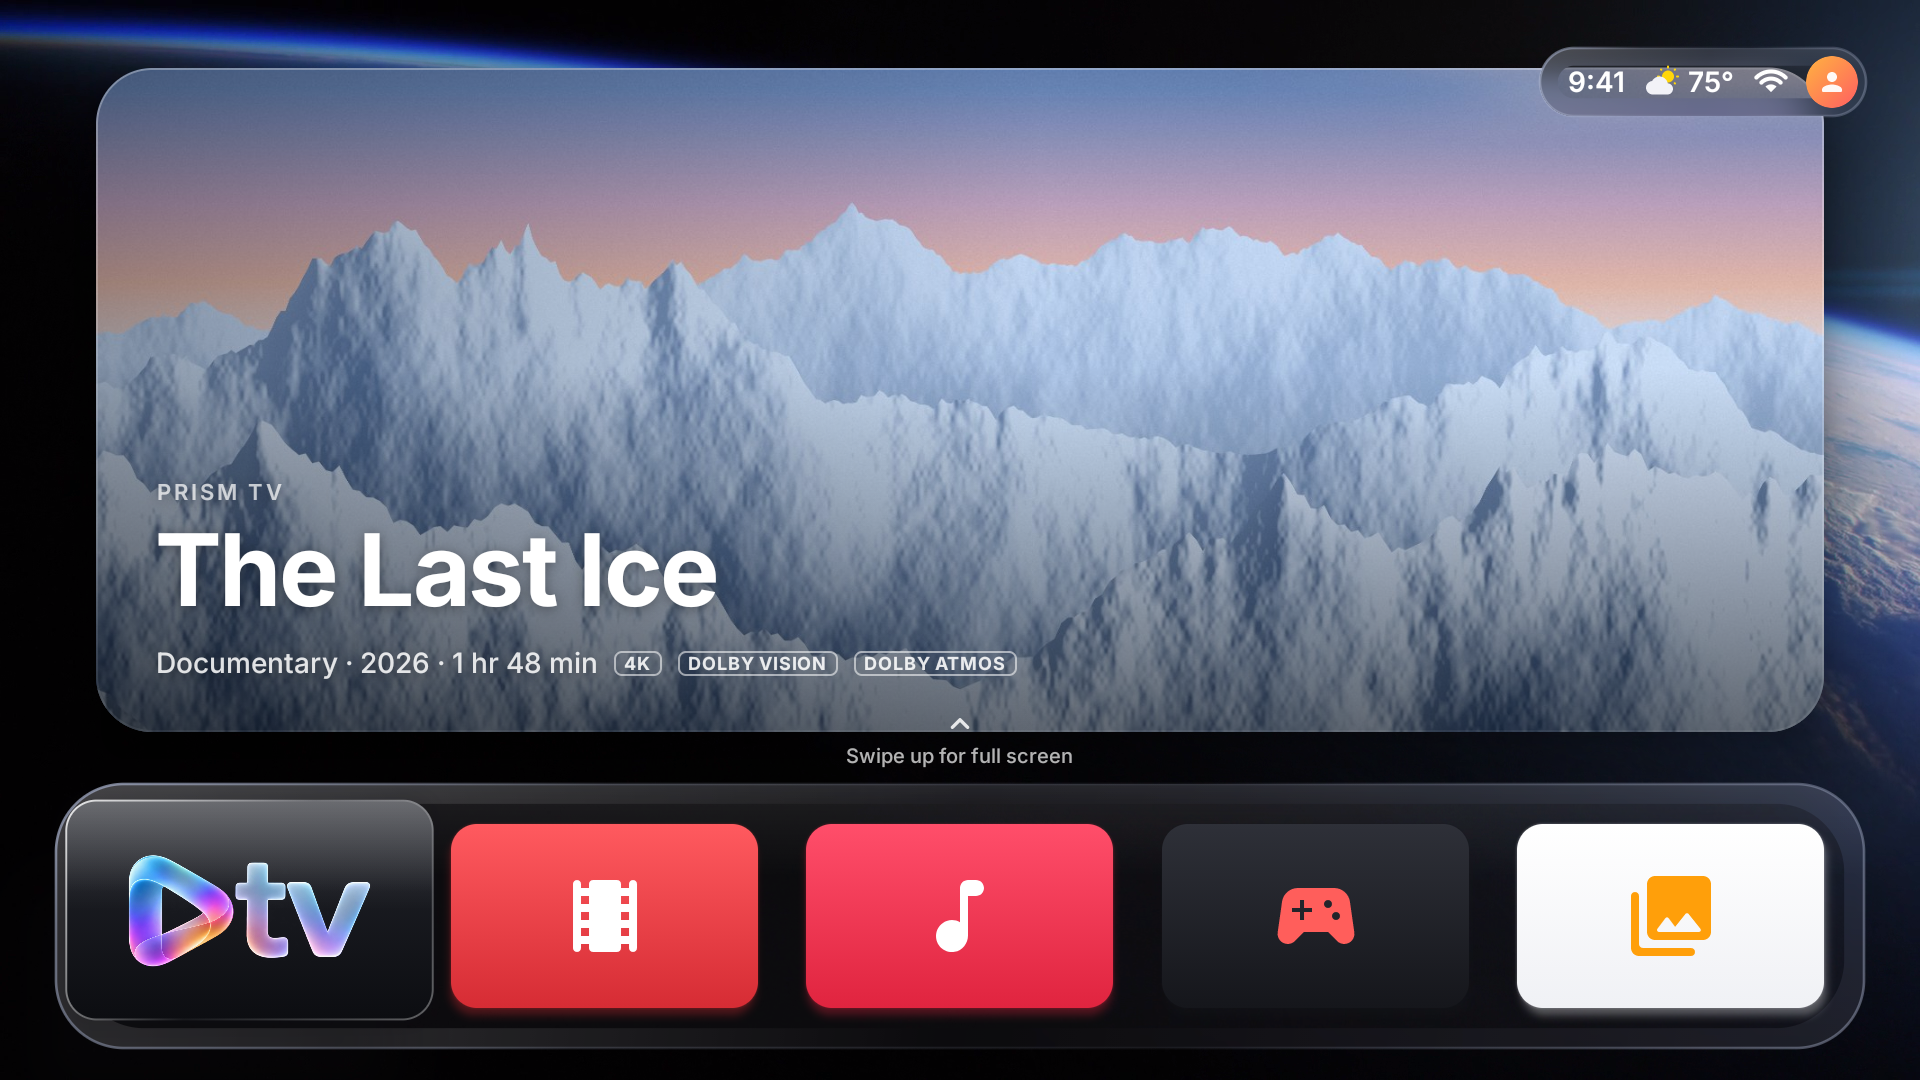 9:41 75°
PRISM TV
The Last Ice
Documentary · 2026 · 1 hr 48 min 4K DOLBY VISION DOLBY ATMOS
Swipe up for full screen
tv